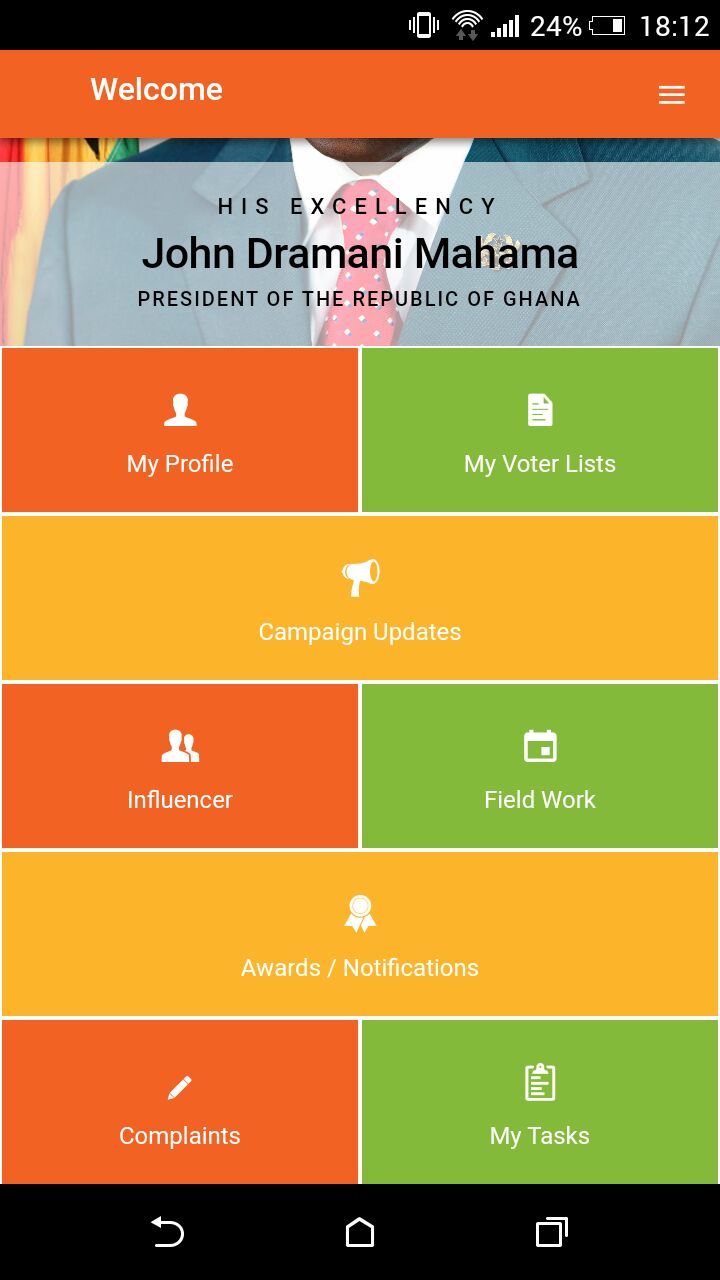 24% 18:12
Welcome
HIS EXCELLENCY
John Dramani Mahama
PRESIDENT OF THE REPUBLIC OF GHANA
My Profile
My Voter Lists
Campaign Updates
Influencer
Field Work
Awards / Notifications
Complaints
My Tasks